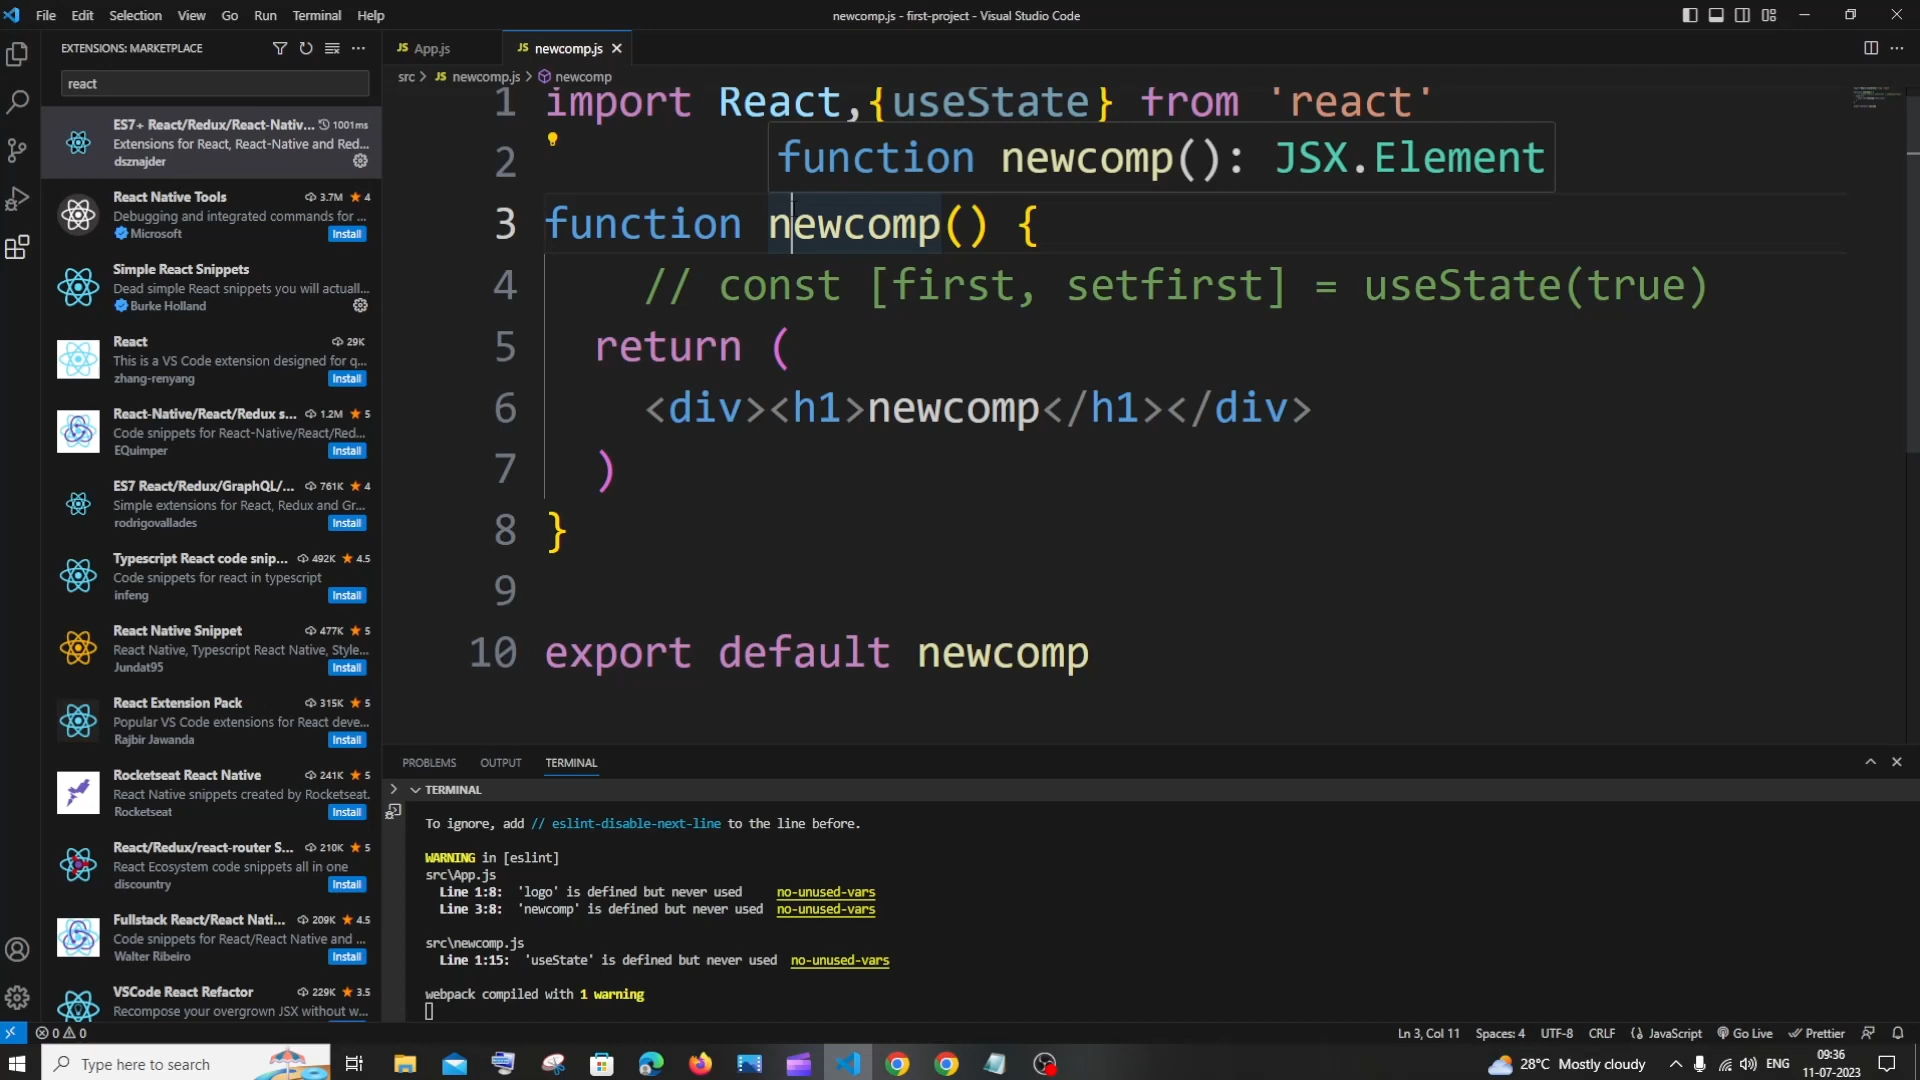 File Edit Selection View Go Run Terminal Help
newcomp.js - first-project - Visual Studio Code
EXTENSIONS: MARKETPLACE
react
ES7+ React/Redux/React-Nativ... 1001ms
Extensions for React, React-Native and Red...
dsznajder
React Native Tools 3.7M 4
Debugging and integrated commands for ...
Microsoft Install
Simple React Snippets
Dead simple React snippets you will actuall...
Burke Holland
React 29K
This is a VS Code extension designed for q...
zhang-renyang Install
React-Native/React/Redux s... 1.2M 5
Code snippets for React-Native/React/Red...
EQuimper Install
ES7 React/Redux/GraphQL/... 761K 4
Simple extensions for React, Redux and Gr...
rodrigovallades Install
Typescript React code snip... 492K 4.5
Code snippets for react in typescript
infeng Install
React Native Snippet 477K 5
React Native, Typescript React Native, Style...
Jundat95 Install
React Extension Pack 315K 5
Popular VS Code extensions for React deve...
Rajbir Jawanda Install
Rocketseat React Native 241K 5
React Native snippets created by Rocketseat.
Rocketseat Install
React/Redux/react-router S... 210K 5
React Ecosystem code snippets all in one
discountry Install
Fullstack React/React Nati... 209K 4.5
Code snippets for React/React Native and ...
Walter Ribeiro Install
VSCode React Refactor 229K 3.5
Recompose your overgrown JSX without w...
JS App.js JS newcomp.js
src > JS newcomp.js > newcomp
1 import React,{useState} from 'react'
2
function newcomp(): JSX.Element
3 function newcomp() {
4 // const [first, setfirst] = useState(true)
5 return (
6 <div><h1>newcomp</h1></div>
7 )
8 }
9
10 export default newcomp
PROBLEMS OUTPUT TERMINAL
TERMINAL
To ignore, add // eslint-disable-next-line to the line before.
WARNING in [eslint]
src\App.js
Line 1:8: 'logo' is defined but never used no-unused-vars
Line 3:8: 'newcomp' is defined but never used no-unused-vars
src\newcomp.js
Line 1:15: 'useState' is defined but never used no-unused-vars
webpack compiled with 1 warning
0 0 Ln 3, Col 11 Spaces: 4 UTF-8 CRLF JavaScript Go Live Prettier
Type here to search 28°C Mostly cloudy ENG 09:36
11-07-2023